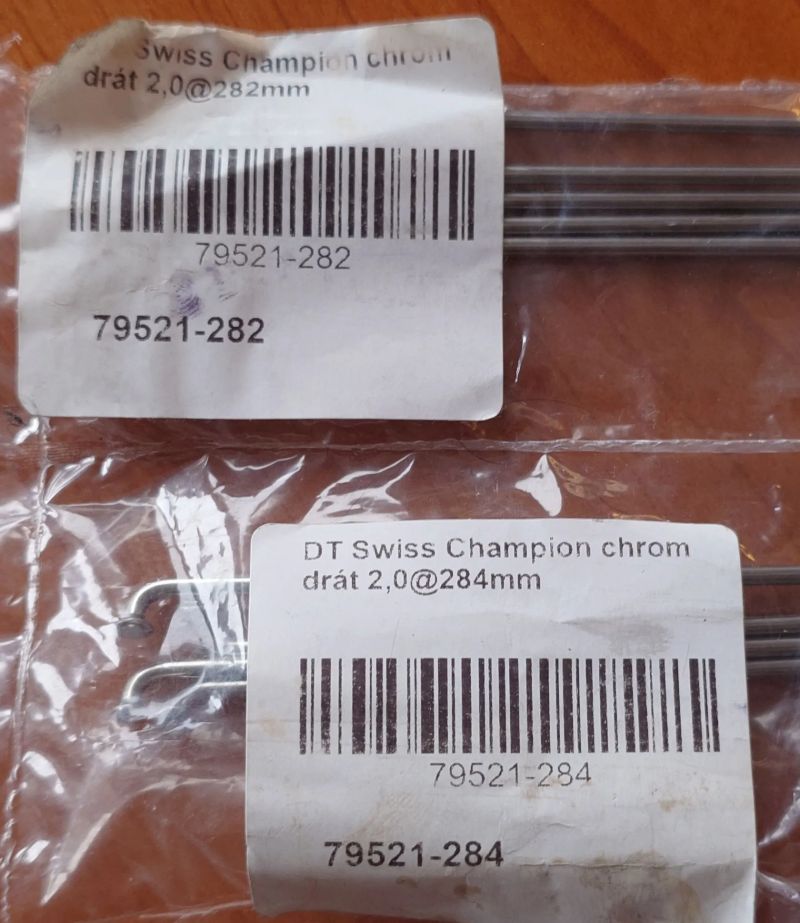 Swiss Champion chrom
drát 2,0@282mm
79521-282
79521-282
DT Swiss Champion chrom
drát 2,0@284mm
79521-284
79521-284